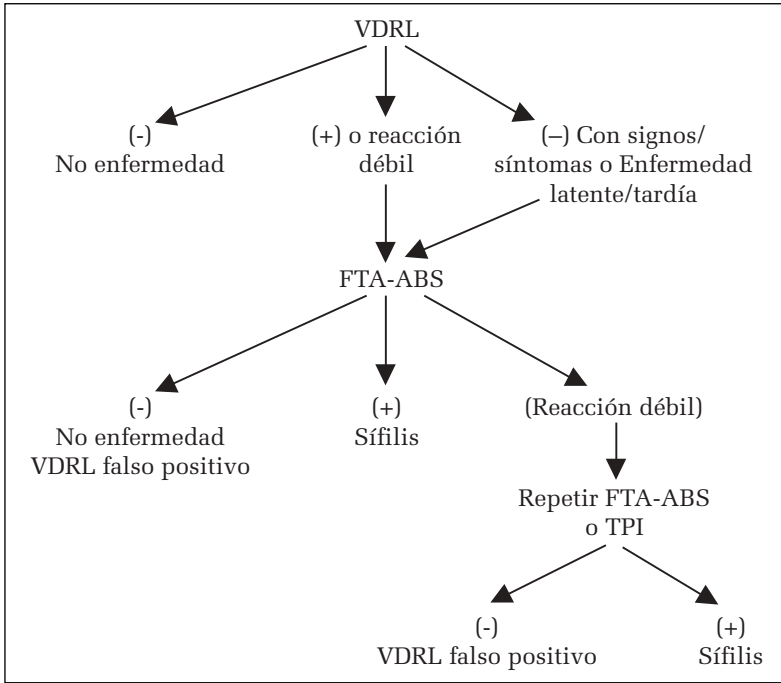 VDRL
(-)
No enfermedad
(+) o reacción
débil
(–) Con signos/
síntomas o Enfermedad
latente/tardía
FTA-ABS
(-)
No enfermedad
VDRL falso positivo
(+)
Sífilis
(Reacción débil)
Repetir FTA-ABS
o TPI
(-)
VDRL falso positivo
(+)
Sífilis